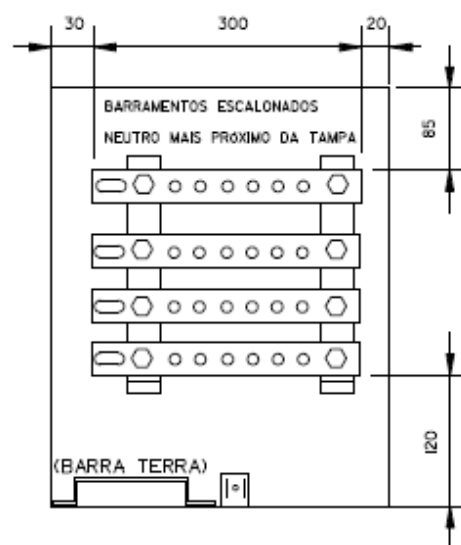 30 300 20
BARRAMENTOS ESCALONADOS
85
NEUTRO MAIS PROXIMO DA TAMPA
120
(BARRA TERRA)